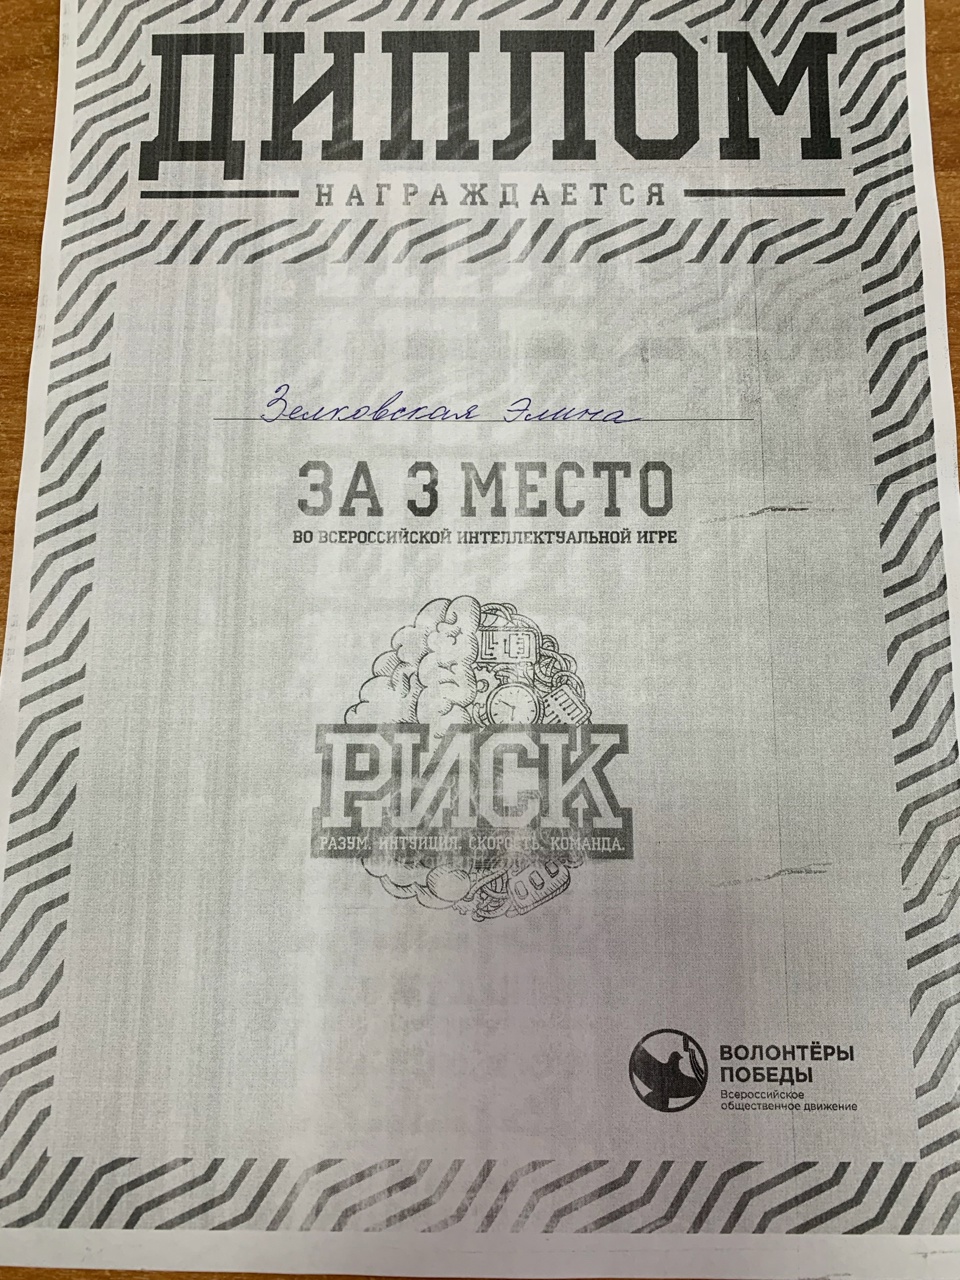 ДИПЛОМ
НАГРАЖДАЕТСЯ
Зелковская Элина
ЗА 3 МЕСТО
ВО ВСЕРОССИЙСКОЙ ИНТЕЛЛЕКТУАЛЬНОЙ ИГРЕ
РИСК
РАЗУМ. ИНТУИЦИЯ. СКОРОСТЬ. КОМАНДА.
ВОЛОНТЁРЫ
ПОБЕДЫ
Всероссийское
общественное движение